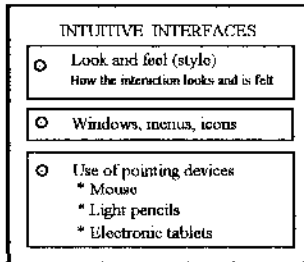 INTUITIVE INTERFACES
Look and feel (style)
How the interaction looks and is felt
Windows, menus, icons
Use of pointing devices
* Mouse
* Light pencils
* Electronic tablets